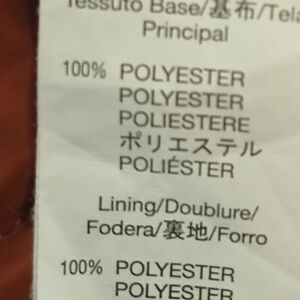 Tessuto Base/基布/Tela
Principal
100% POLYESTER
POLYESTER
POLIESTERE
ポリエステル
POLIÉSTER
Lining/Doublure/
Fodera/裏地/Forro
100% POLYESTER
POLYESTER